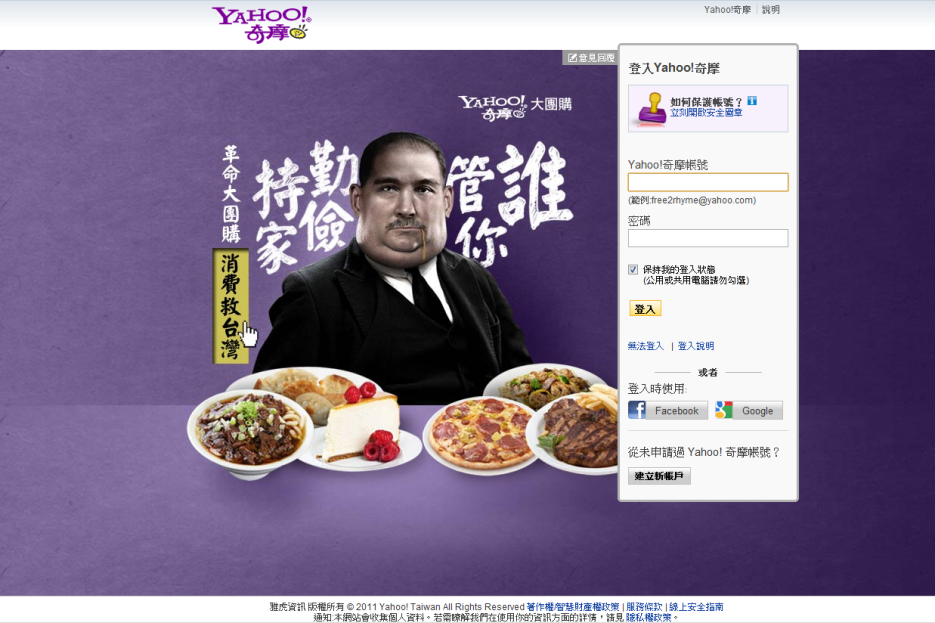 YAHOO!
奇摩
Yahoo!奇摩 | 說明
意見回覆
YAHOO!
奇摩 大團購
革命大團購
消費救台灣
勤儉
持家
誰
管你
登入Yahoo!奇摩
如何保護帳號？
立刻開啟安全圖章
Yahoo!奇摩帳號
(範例:free2rhyme@yahoo.com)
密碼
保持我的登入狀態
(公用或共用電腦請勿勾選)
登入
無法登入 | 登入說明
或者
登入時使用:
Facebook
Google
從未申請過 Yahoo! 奇摩帳號？
建立新帳戶
雅虎資訊 版權所有 © 2011 Yahoo! Taiwan All Rights Reserved 著作權/智慧財產權政策 | 服務條款 | 線上安全指南
通知:本網站會收集個人資料。若需瞭解我們在使用你的資訊方面的詳情，請見 隱私權政策。